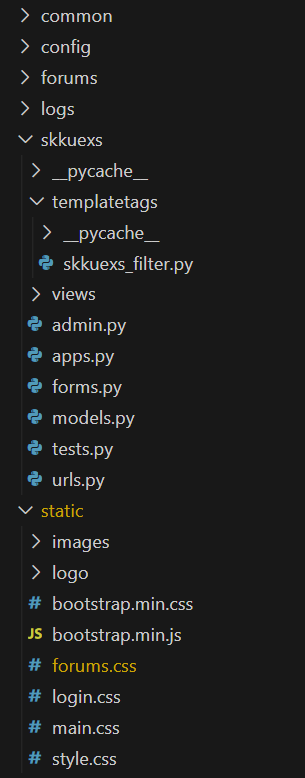 common
config
forums
logs
skkuexs
__pycache__
templatetags
__pycache__
skkuexs_filter.py
views
admin.py
apps.py
forms.py
models.py
tests.py
urls.py
static
images
logo
# bootstrap.min.css
JS bootstrap.min.js
# forums.css
# login.css
# main.css
# style.css